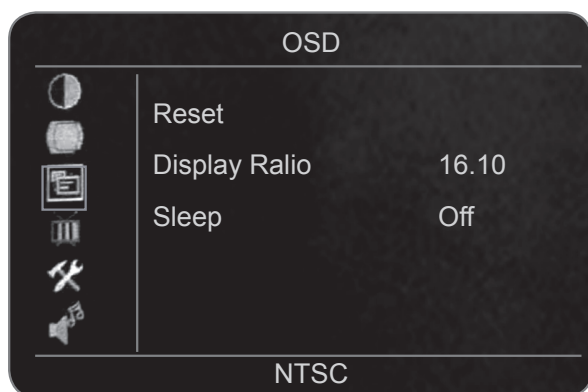 OSD
Reset
Display Ralio 16.10
Sleep Off
NTSC